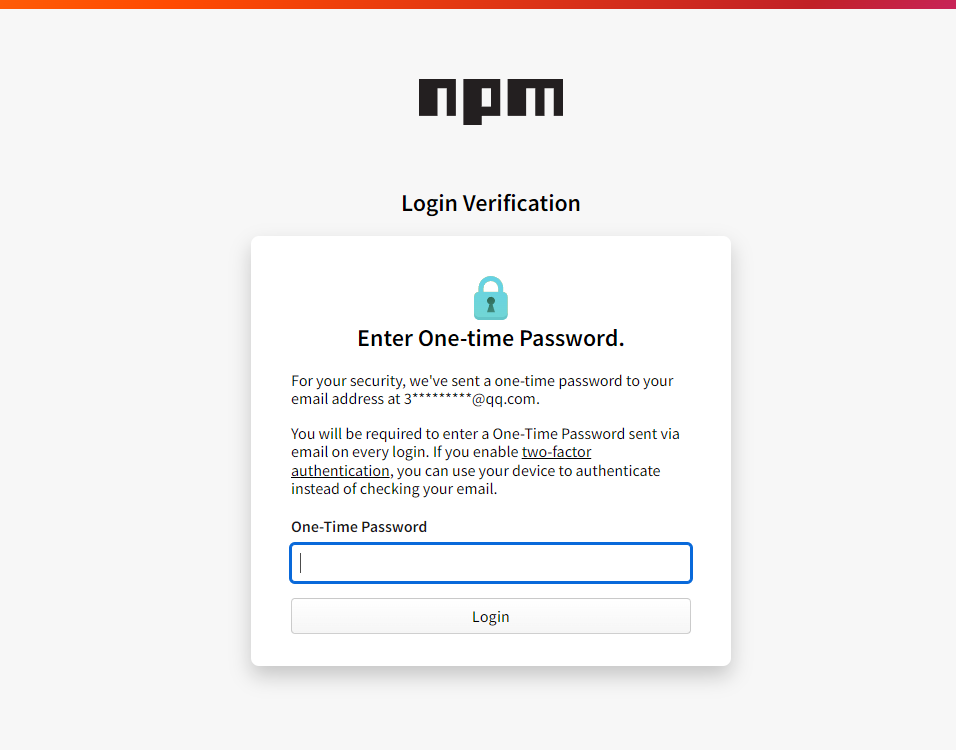 npm
Login Verification
Enter One-time Password.
For your security, we've sent a one-time password to your
email address at 3*********@qq.com.
You will be required to enter a One-Time Password sent via
email on every login. If you enable two-factor
authentication, you can use your device to authenticate
instead of checking your email.
One-Time Password
Login